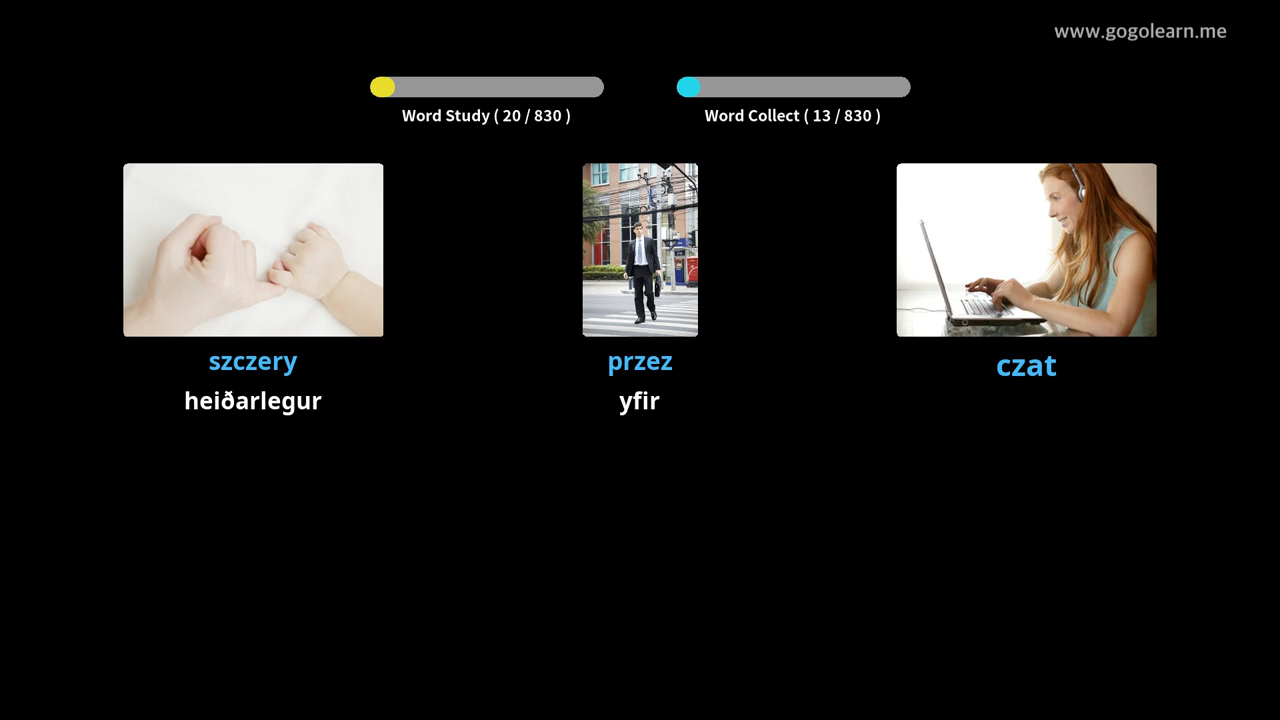 www.gogolearn.me
Word Study ( 20 / 830 )
Word Collect ( 13 / 830 )
szczery
przez
czat
heiðarlegur
yfir